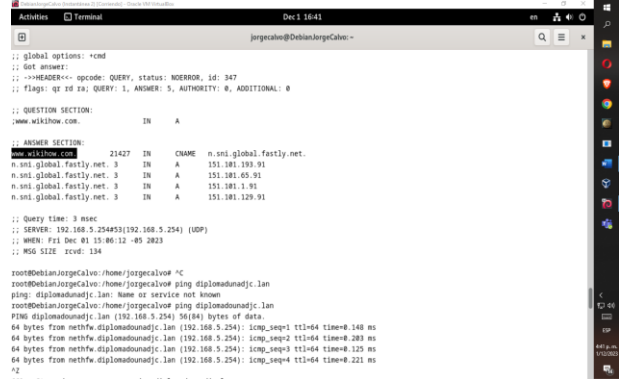 DebianJorgeCalvo (Instantánea 2) [Corriendo] - Oracle VM VirtualBox
Activities Terminal Dec 1 16:41 en
jorgecalvo@DebianJorgeCalvo: ~
;; global options: +cmd
;; Got answer:
;; ->>HEADER<<- opcode: QUERY, status: NOERROR, id: 347
;; flags: qr rd ra; QUERY: 1, ANSWER: 5, AUTHORITY: 0, ADDITIONAL: 0
;; QUESTION SECTION:
;www.wikihow.com. IN A
;; ANSWER SECTION:
www.wikihow.com. 21427 IN CNAME n.sni.global.fastly.net.
n.sni.global.fastly.net. 3 IN A 151.101.193.91
n.sni.global.fastly.net. 3 IN A 151.101.65.91
n.sni.global.fastly.net. 3 IN A 151.101.1.91
n.sni.global.fastly.net. 3 IN A 151.101.129.91
;; Query time: 3 msec
;; SERVER: 192.168.5.254#53(192.168.5.254) (UDP)
;; WHEN: Fri Dec 01 15:06:12 -05 2023
;; MSG SIZE rcvd: 134
root@DebianJorgeCalvo:/home/jorgecalvo# ^C
root@DebianJorgeCalvo:/home/jorgecalvo# ping diplomadunadjc.lan
ping: diplomadunadjc.lan: Name or service not known
root@DebianJorgeCalvo:/home/jorgecalvo# ping diplomadounadjc.lan
PING diplomadounadjc.lan (192.168.5.254) 56(84) bytes of data.
64 bytes from nethfw.diplomadounadjc.lan (192.168.5.254): icmp_seq=1 ttl=64 time=0.148 ms
64 bytes from nethfw.diplomadounadjc.lan (192.168.5.254): icmp_seq=2 ttl=64 time=0.203 ms
64 bytes from nethfw.diplomadounadjc.lan (192.168.5.254): icmp_seq=3 ttl=64 time=0.125 ms
64 bytes from nethfw.diplomadounadjc.lan (192.168.5.254): icmp_seq=4 ttl=64 time=0.221 ms
^Z
ESP
4:41 p. m.
1/12/2023